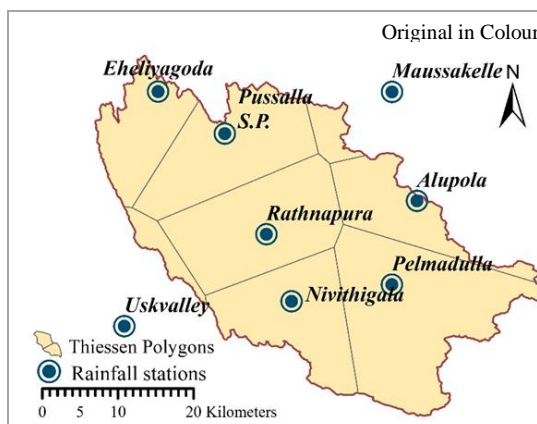 Original in Colour
Eheliyagoda
Maussakelle
N
Pussalla
S.P.
Alupola
Rathnapura
Pelmadulla
Nivithigala
Uskvalley
Thiessen Polygons
Rainfall stations
0 5 10 20 Kilometers